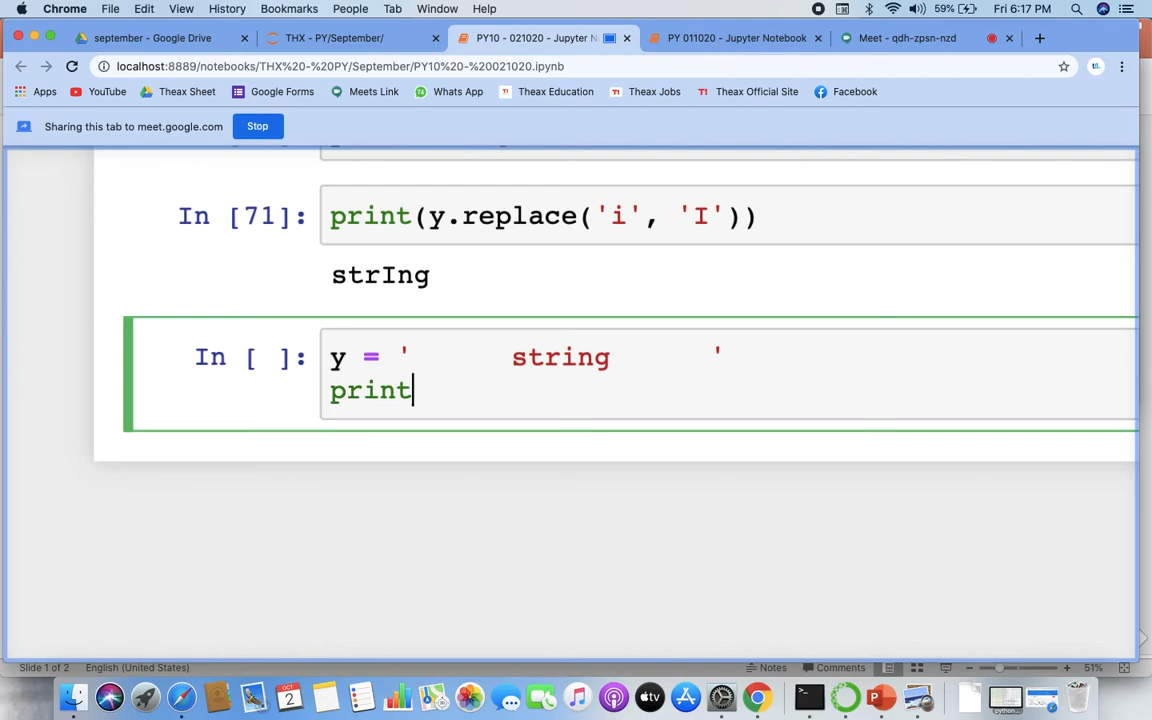 Chrome File Edit View History Bookmarks People Tab Window Help 59% Fri 6:17 PM
september - Google Drive THX - PY/September/ PY10 - 021020 - Jupyter N PY 011020 - Jupyter Notebook Meet - qdh-zpsn-nzd
localhost:8889/notebooks/THX%20-%20PY/September/PY10%20-%20021020.ipynb
Apps YouTube Theax Sheet Google Forms Meets Link Whats App Theax Education Theax Jobs Theax Official Site Facebook
Sharing this tab to meet.google.com Stop
In [71]: print(y.replace('i', 'I'))
strIng
In [ ]: y = '      string      '
print
Slide 1 of 2 English (United States) Notes Comments 51%